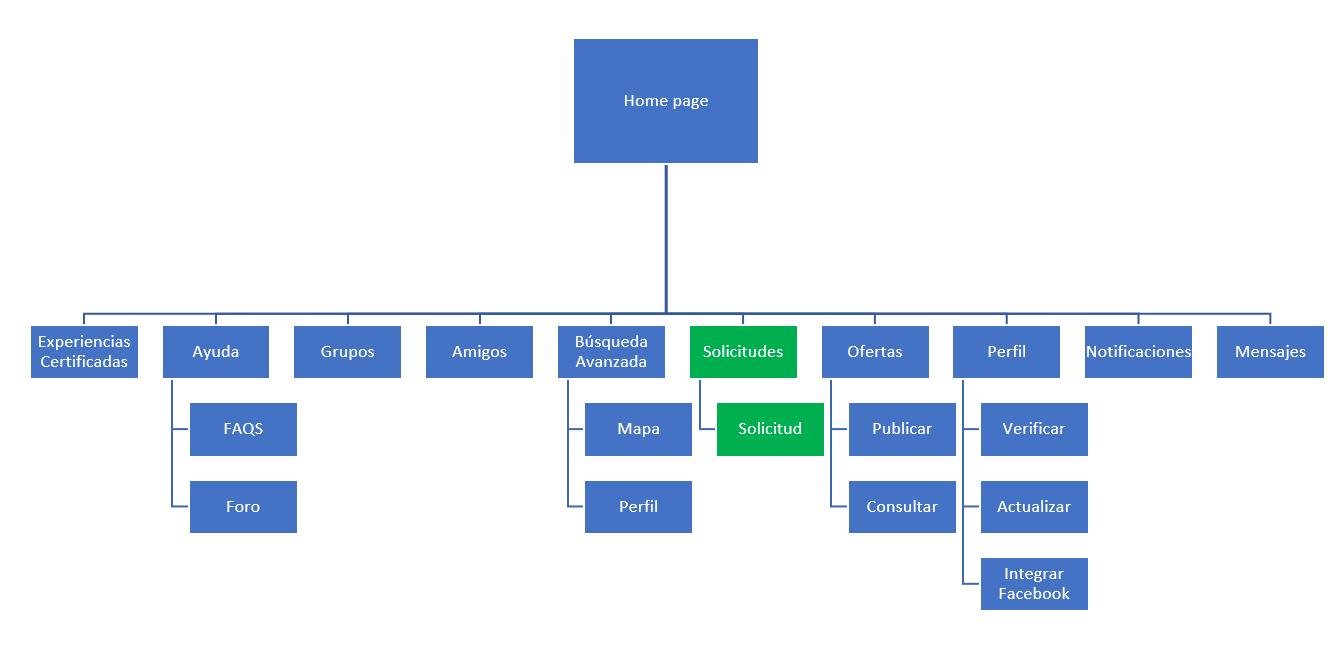 Home page
Experiencias
Certificadas
Ayuda
Grupos
Amigos
Búsqueda
Avanzada
Solicitudes
Ofertas
Perfil
Notificaciones
Mensajes
FAQS
Mapa
Solicitud
Publicar
Verificar
Foro
Perfil
Consultar
Actualizar
Integrar
Facebook